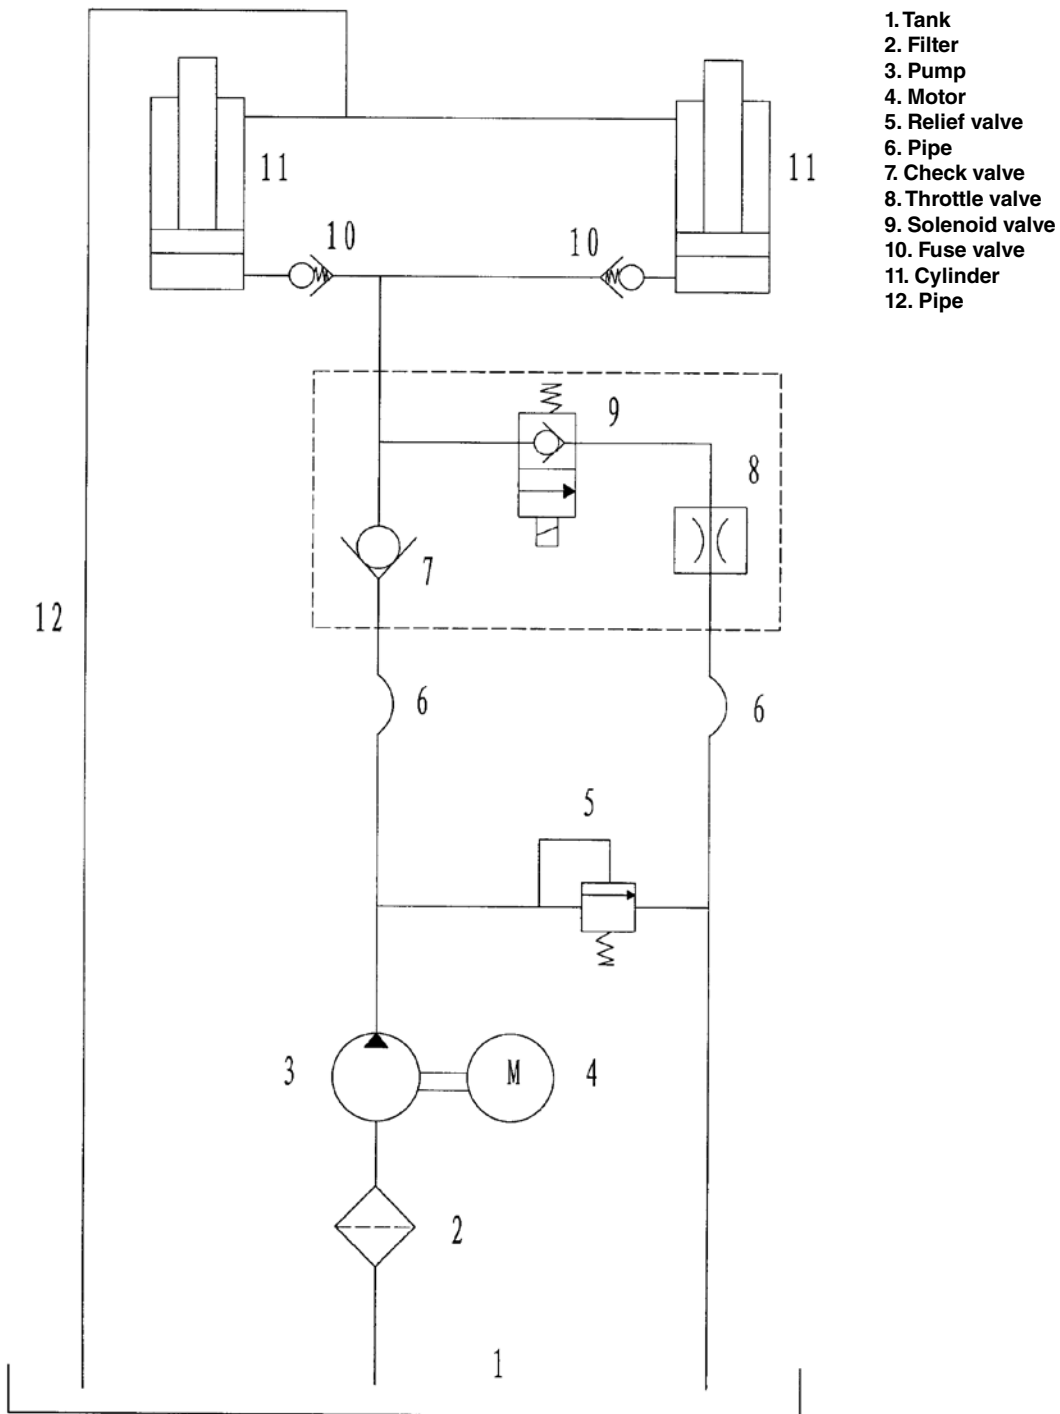 1. Tank
2. Filter
3. Pump
4. Motor
5. Relief valve
6. Pipe
7. Check valve
8. Throttle valve
9. Solenoid valve
10. Fuse valve
11. Cylinder
12. Pipe
11
11
10
10
9
8
7
12
6
6
5
3
M
4
2
1